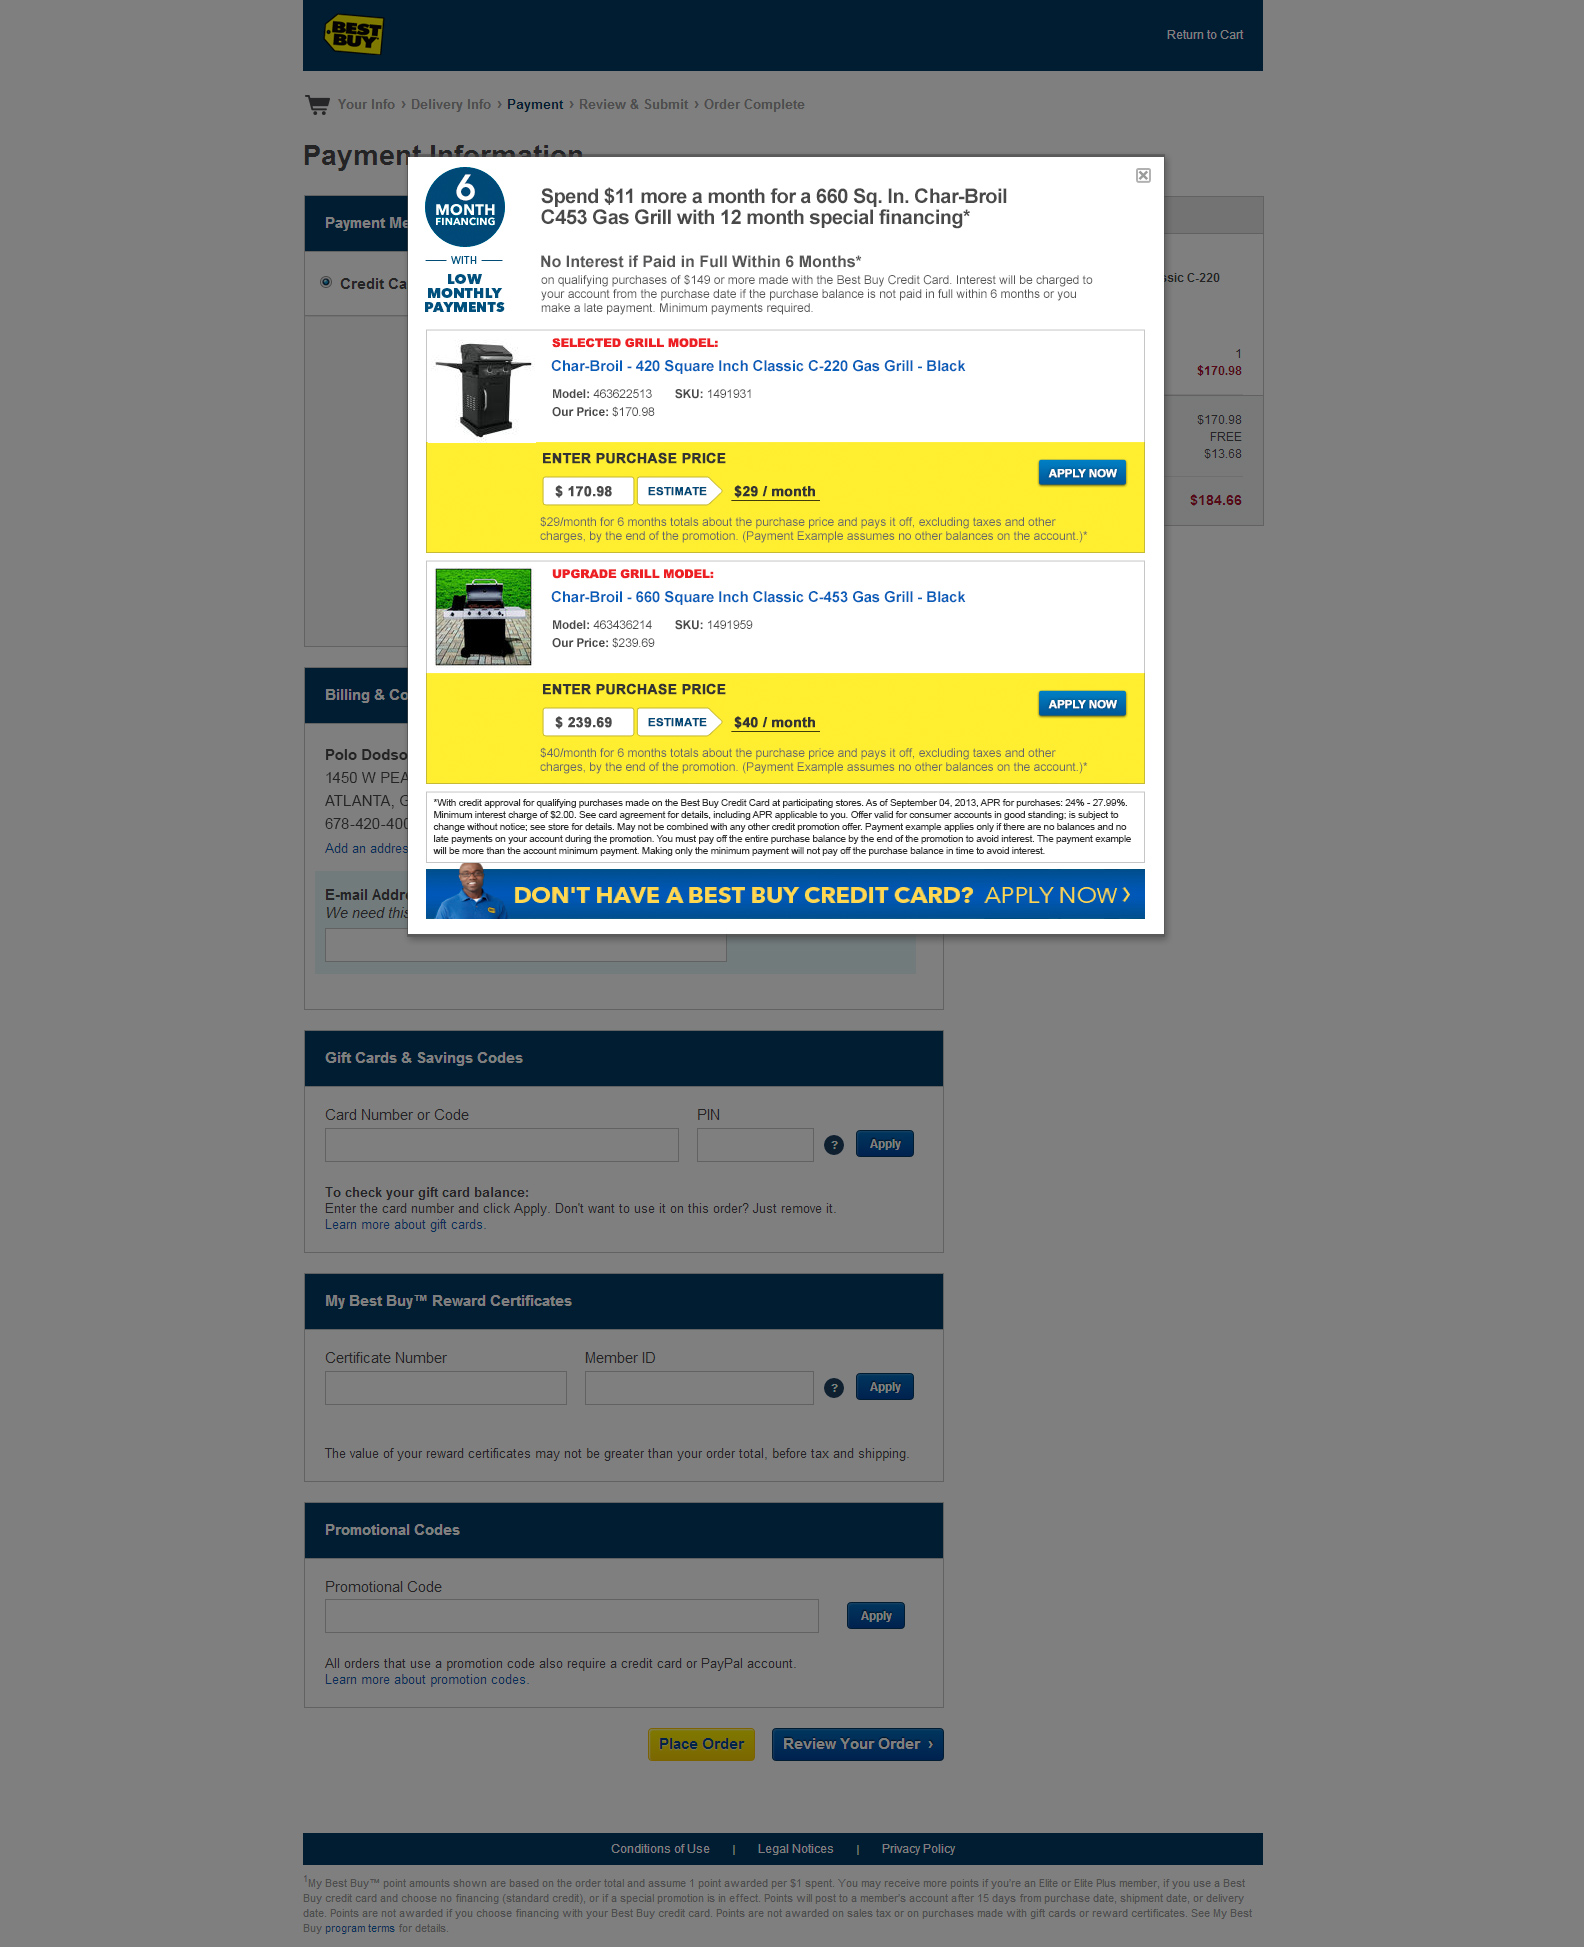 BEST BUY
Return to Cart
Your Info › Delivery Info › Payment › Review & Submit › Order Complete
Payment Information
6
MONTH
FINANCING
WITH
LOW
MONTHLY
PAYMENTS
Spend $11 more a month for a 660 Sq. In. Char-Broil
C453 Gas Grill with 12 month special financing*
No Interest if Paid in Full Within 6 Months*
on qualifying purchases of $149 or more made with the Best Buy Credit Card. Interest will be charged to
your account from the purchase date if the purchase balance is not paid in full within 6 months or you
make a late payment. Minimum payments required.
SELECTED GRILL MODEL:
Char-Broil - 420 Square Inch Classic C-220 Gas Grill - Black
Model: 463622513 SKU: 1491931
Our Price: $170.98
ENTER PURCHASE PRICE
$ 170.98 ESTIMATE $29 / month
APPLY NOW
$29/month for 6 months totals about the purchase price and pays it off, excluding taxes and other
charges, by the end of the promotion. (Payment Example assumes no other balances on the account.)*
UPGRADE GRILL MODEL:
Char-Broil - 660 Square Inch Classic C-453 Gas Grill - Black
Model: 463436214 SKU: 1491959
Our Price: $239.69
ENTER PURCHASE PRICE
$ 239.69 ESTIMATE $40 / month
APPLY NOW
$40/month for 6 months totals about the purchase price and pays it off, excluding taxes and other
charges, by the end of the promotion. (Payment Example assumes no other balances on the account.)*
*With credit approval for qualifying purchases made on the Best Buy Credit Card at participating stores. As of September 04, 2013, APR for purchases: 24% - 27.99%.
Minimum interest charge of $2.00. See card agreement for details, including APR applicable to you. Offer valid for consumer accounts in good standing; is subject to
change without notice; see store for details. May not be combined with any other credit promotion offer. Payment example applies only if there are no balances and no
late payments on your account during the promotion. You must pay off the entire purchase balance by the end of the promotion to avoid interest. The payment example
will be more than the account minimum payment. Making only the minimum payment will not pay off the purchase balance in time to avoid interest.
DON'T HAVE A BEST BUY CREDIT CARD? APPLY NOW ›
Payment Me
Credit Ca
ssic C-220
1
$170.98
$170.98
FREE
$13.68
$184.66
Billing & Co
Polo Dodso
1450 W PEA
ATLANTA, G
678-420-400
Add an addres
E-mail Addre
We need this
Gift Cards & Savings Codes
Card Number or Code PIN
? Apply
To check your gift card balance:
Enter the card number and click Apply. Don't want to use it on this order? Just remove it.
Learn more about gift cards.
My Best Buy™ Reward Certificates
Certificate Number Member ID
? Apply
The value of your reward certificates may not be greater than your order total, before tax and shipping.
Promotional Codes
Promotional Code
Apply
All orders that use a promotion code also require a credit card or PayPal account.
Learn more about promotion codes.
Place Order Review Your Order ›
Conditions of Use | Legal Notices | Privacy Policy
1My Best Buy™ point amounts shown are based on the order total and assume 1 point awarded per $1 spent. You may receive more points if you're an Elite or Elite Plus member, if you use a Best
Buy credit card and choose no financing (standard credit), or if a special promotion is in effect. Points will post to a member's account after 15 days from purchase date, shipment date, or delivery
date. Points are not awarded if you choose financing with your Best Buy credit card. Points are not awarded on sales tax or on purchases made with gift cards or reward certificates. See My Best
Buy program terms for details.